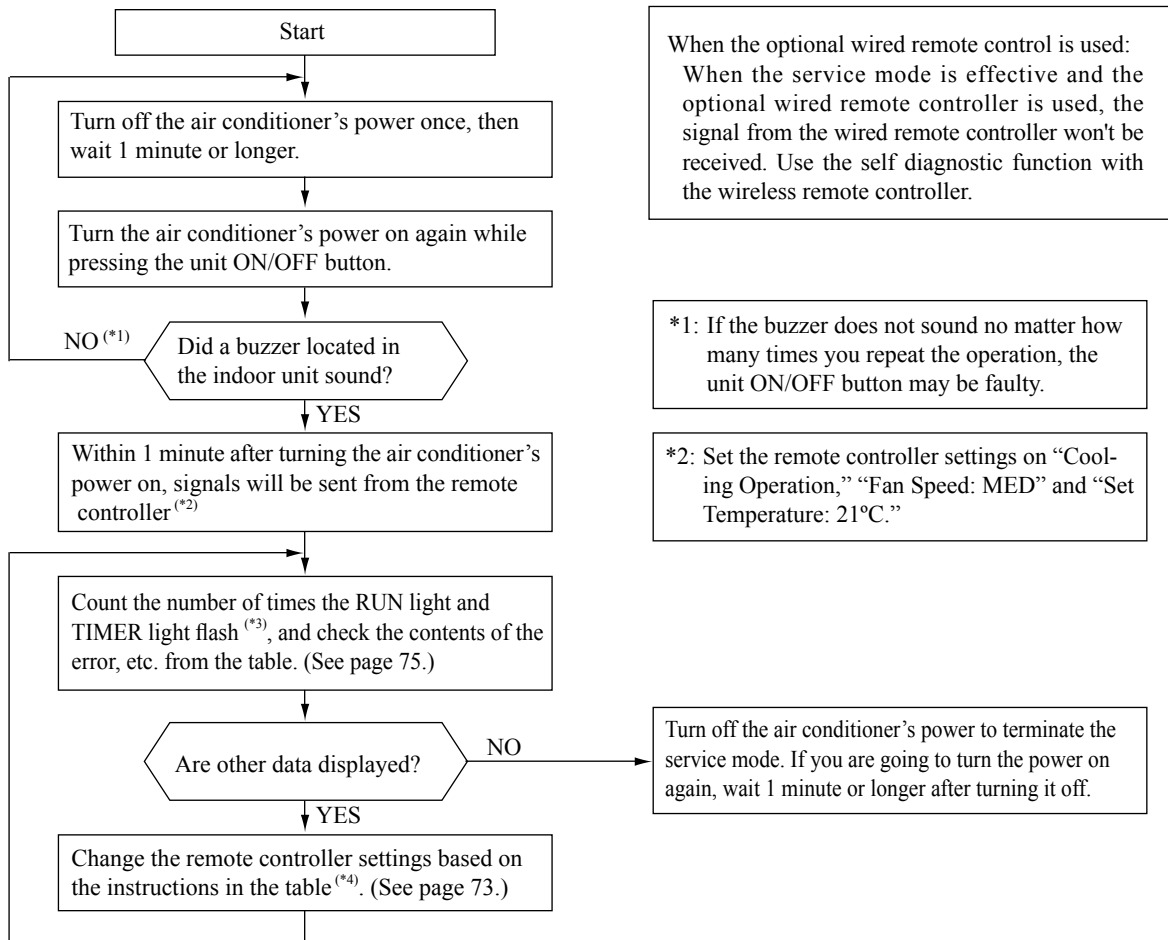 Start
Turn off the air conditioner’s power once, then
wait 1 minute or longer.
Turn the air conditioner’s power on again while
pressing the unit ON/OFF button.
NO (*1)
Did a buzzer located in
the indoor unit sound?
YES
Within 1 minute after turning the air conditioner’s
power on, signals will be sent from the remote
controller (*2)
Count the number of times the RUN light and
TIMER light flash (*3), and check the contents of the
error, etc. from the table. (See page 75.)
Are other data displayed?
NO
Turn off the air conditioner’s power to terminate the
service mode. If you are going to turn the power on
again, wait 1 minute or longer after turning it off.
YES
Change the remote controller settings based on
the instructions in the table (*4). (See page 73.)
When the optional wired remote control is used:
When the service mode is effective and the
optional wired remote controller is used, the
signal from the wired remote controller won't be
received. Use the self diagnostic function with
the wireless remote controller.
*1: If the buzzer does not sound no matter how
many times you repeat the operation, the
unit ON/OFF button may be faulty.
*2: Set the remote controller settings on “Cool-
ing Operation,” “Fan Speed: MED” and “Set
Temperature: 21ºC.”